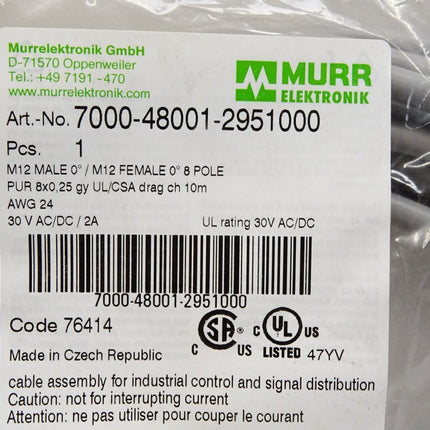 Murrelektronik GmbH
D-71570 Oppenweiler
Tel.: +49 7191 -470
www.murrelektronik.com
MURR
ELEKTRONIK
Art.-No. 7000-48001-2951000
Pcs. 1
M12 MALE 0° / M12 FEMALE 0° 8 POLE
PUR 8x0,25 gy UL/CSA drag ch 10m
AWG 24
30 V AC/DC / 2A UL rating 30V AC/DC
7000-48001-2951000
Code 76414
SA C US
C UL US
LISTED 47YV
Made in Czech Republic
cable assembly for industrial control and signal distribution
Caution: not for interrupting current
Attention: ne pas utiliser pour couper le courant